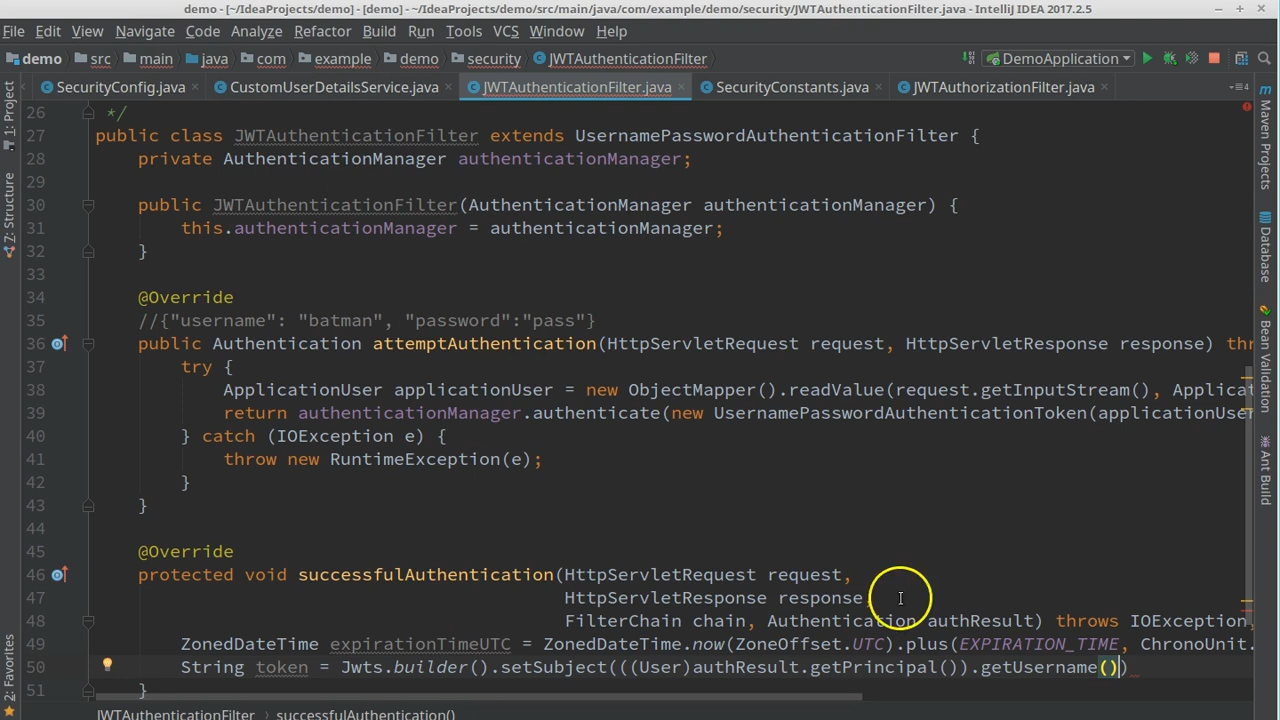 demo - [~/IdeaProjects/demo] - [demo] - ~/IdeaProjects/demo/src/main/java/com/example/demo/security/JWTAuthenticationFilter.java - IntelliJ IDEA 2017.2.5
File Edit View Navigate Code Analyze Refactor Build Run Tools VCS Window Help
demo src main java com example demo security JWTAuthenticationFilter DemoApplication
SecurityConfig.java CustomUserDetailsService.java JWTAuthenticationFilter.java SecurityConstants.java JWTAuthorizationFilter.java
1: Project
7: Structure
2: Favorites
26 */
27 public class JWTAuthenticationFilter extends UsernamePasswordAuthenticationFilter {
28 private AuthenticationManager authenticationManager;
29
30 public JWTAuthenticationFilter(AuthenticationManager authenticationManager) {
31 this.authenticationManager = authenticationManager;
32 }
33
34 @Override
35 //{"username": "batman", "password":"pass"}
36 public Authentication attemptAuthentication(HttpServletRequest request, HttpServletResponse response) thr
37 try {
38 ApplicationUser applicationUser = new ObjectMapper().readValue(request.getInputStream(), Applicat
39 return authenticationManager.authenticate(new UsernamePasswordAuthenticationToken(applicationUser
40 } catch (IOException e) {
41 throw new RuntimeException(e);
42 }
43 }
44
45 @Override
46 protected void successfulAuthentication(HttpServletRequest request,
47 HttpServletResponse response,
48 FilterChain chain, Authentication authResult) throws IOException,
49 ZonedDateTime expirationTimeUTC = ZonedDateTime.now(ZoneOffset.UTC).plus(EXPIRATION_TIME, ChronoUnit.
50 String token = Jwts.builder().setSubject(((User)authResult.getPrincipal()).getUsername())
51 }
JWTAuthenticationFilter > successfulAuthentication()
Maven Projects
Database
Bean Validation
Ant Build